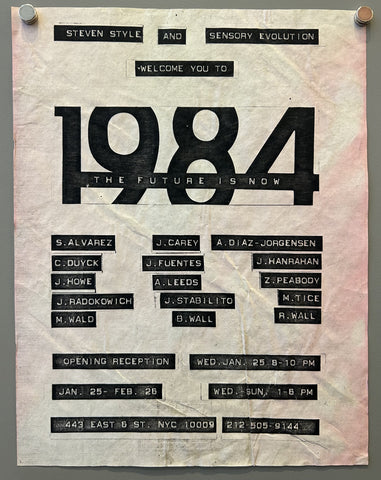 STEVEN STYLE AND SENSORY EVOLUTION
WELCOME YOU TO
1984
THE FUTURE IS NOW
S.ALVAREZ J.CAREY A.DIAZ-JORGENSEN
C.DUYCK J.FUENTES J.HANRAHAN
J.HOWE A.LEEDS Z.PEABODY
J.RADOKOWICH J.STABILITO M.TICE
M.WALD B.WALL R.WALL
OPENING RECEPTION WED.JAN. 25 8-10 PM
JAN. 25- FEB. 26 WED. SUN. 1-6 PM
443 EAST 6 ST. NYC 10009 212-505-9144